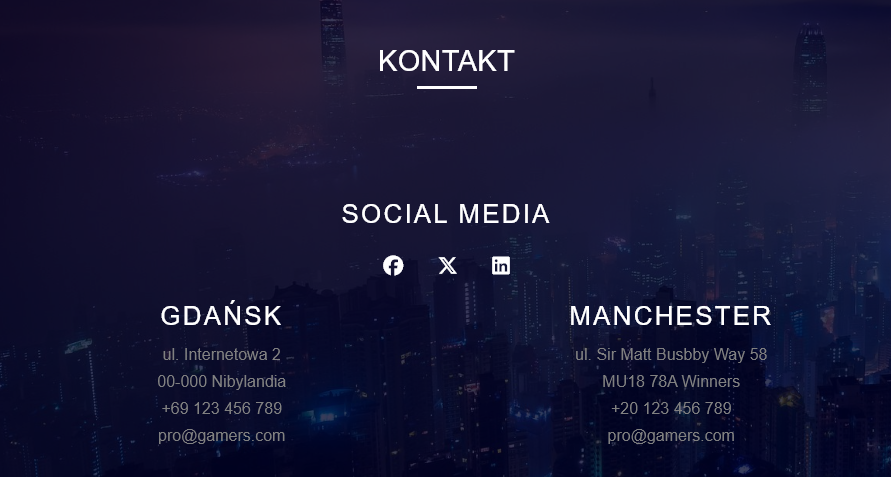 KONTAKT
SOCIAL MEDIA
GDAŃSK
ul. Internetowa 2
00-000 Nibylandia
+69 123 456 789
pro@gamers.com
MANCHESTER
ul. Sir Matt Busbby Way 58
MU18 78A Winners
+20 123 456 789
pro@gamers.com